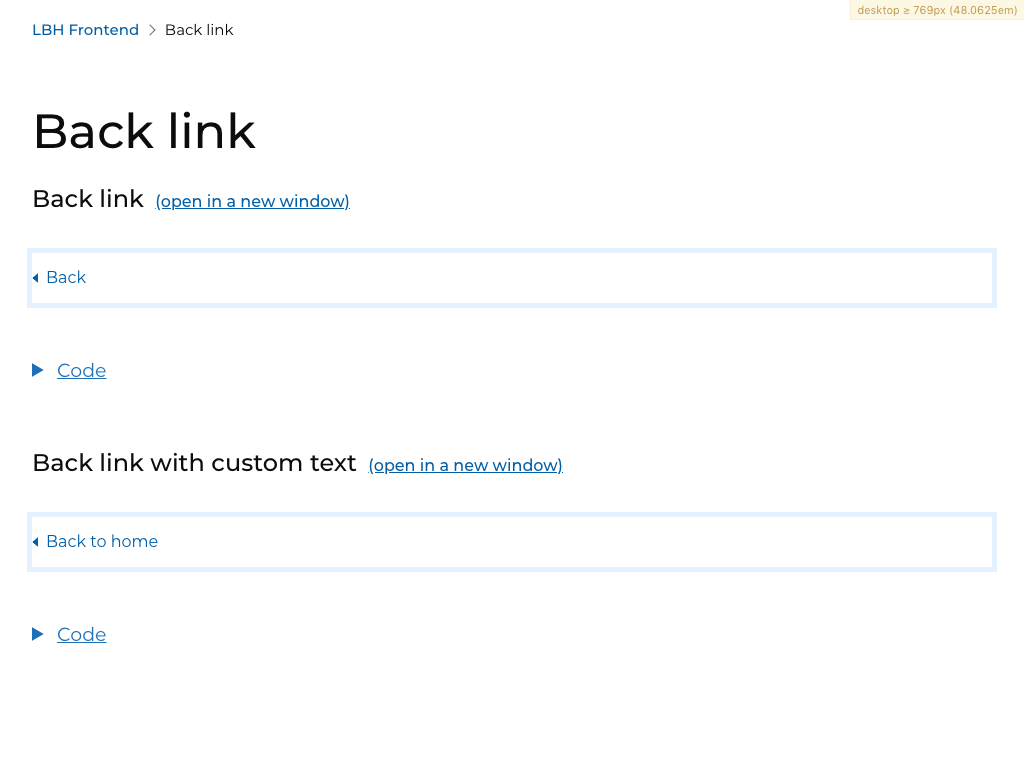 desktop ≥ 769px (48.0625em)
LBH Frontend > Back link
Back link
Back link (open in a new window)
Back
Code
Back link with custom text (open in a new window)
Back to home
Code